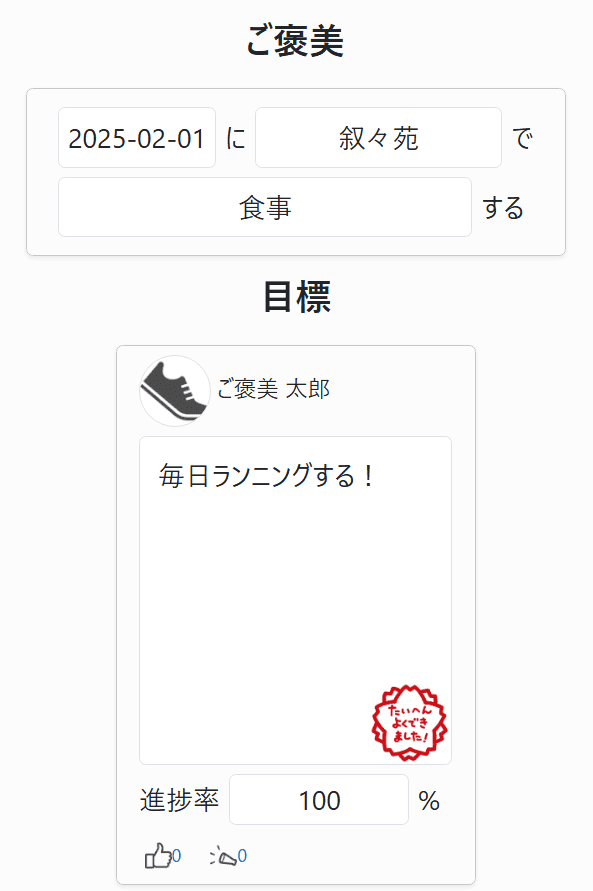 ご褒美
2025-02-01 に 叙々苑 で
食事 する
目標
ご褒美 太郎
毎日ランニングする！
たいへん
よくでき
ました!
進捗率 100 %
0 0